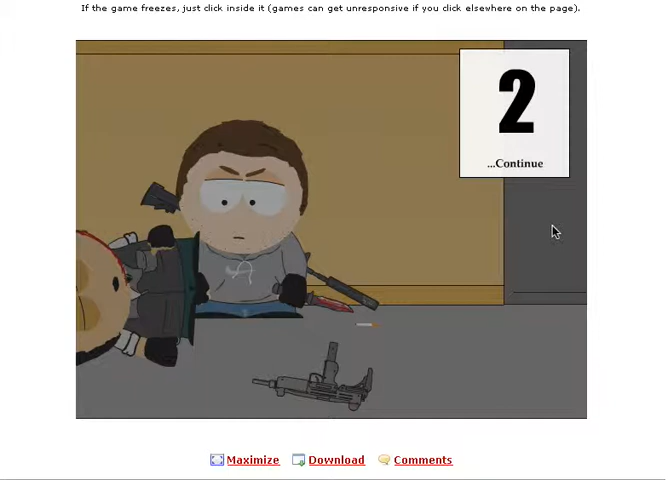 If the game freezes, just click inside it (games can get unresponsive if you click elsewhere on the page).
2
...Continue
Maximize Download Comments